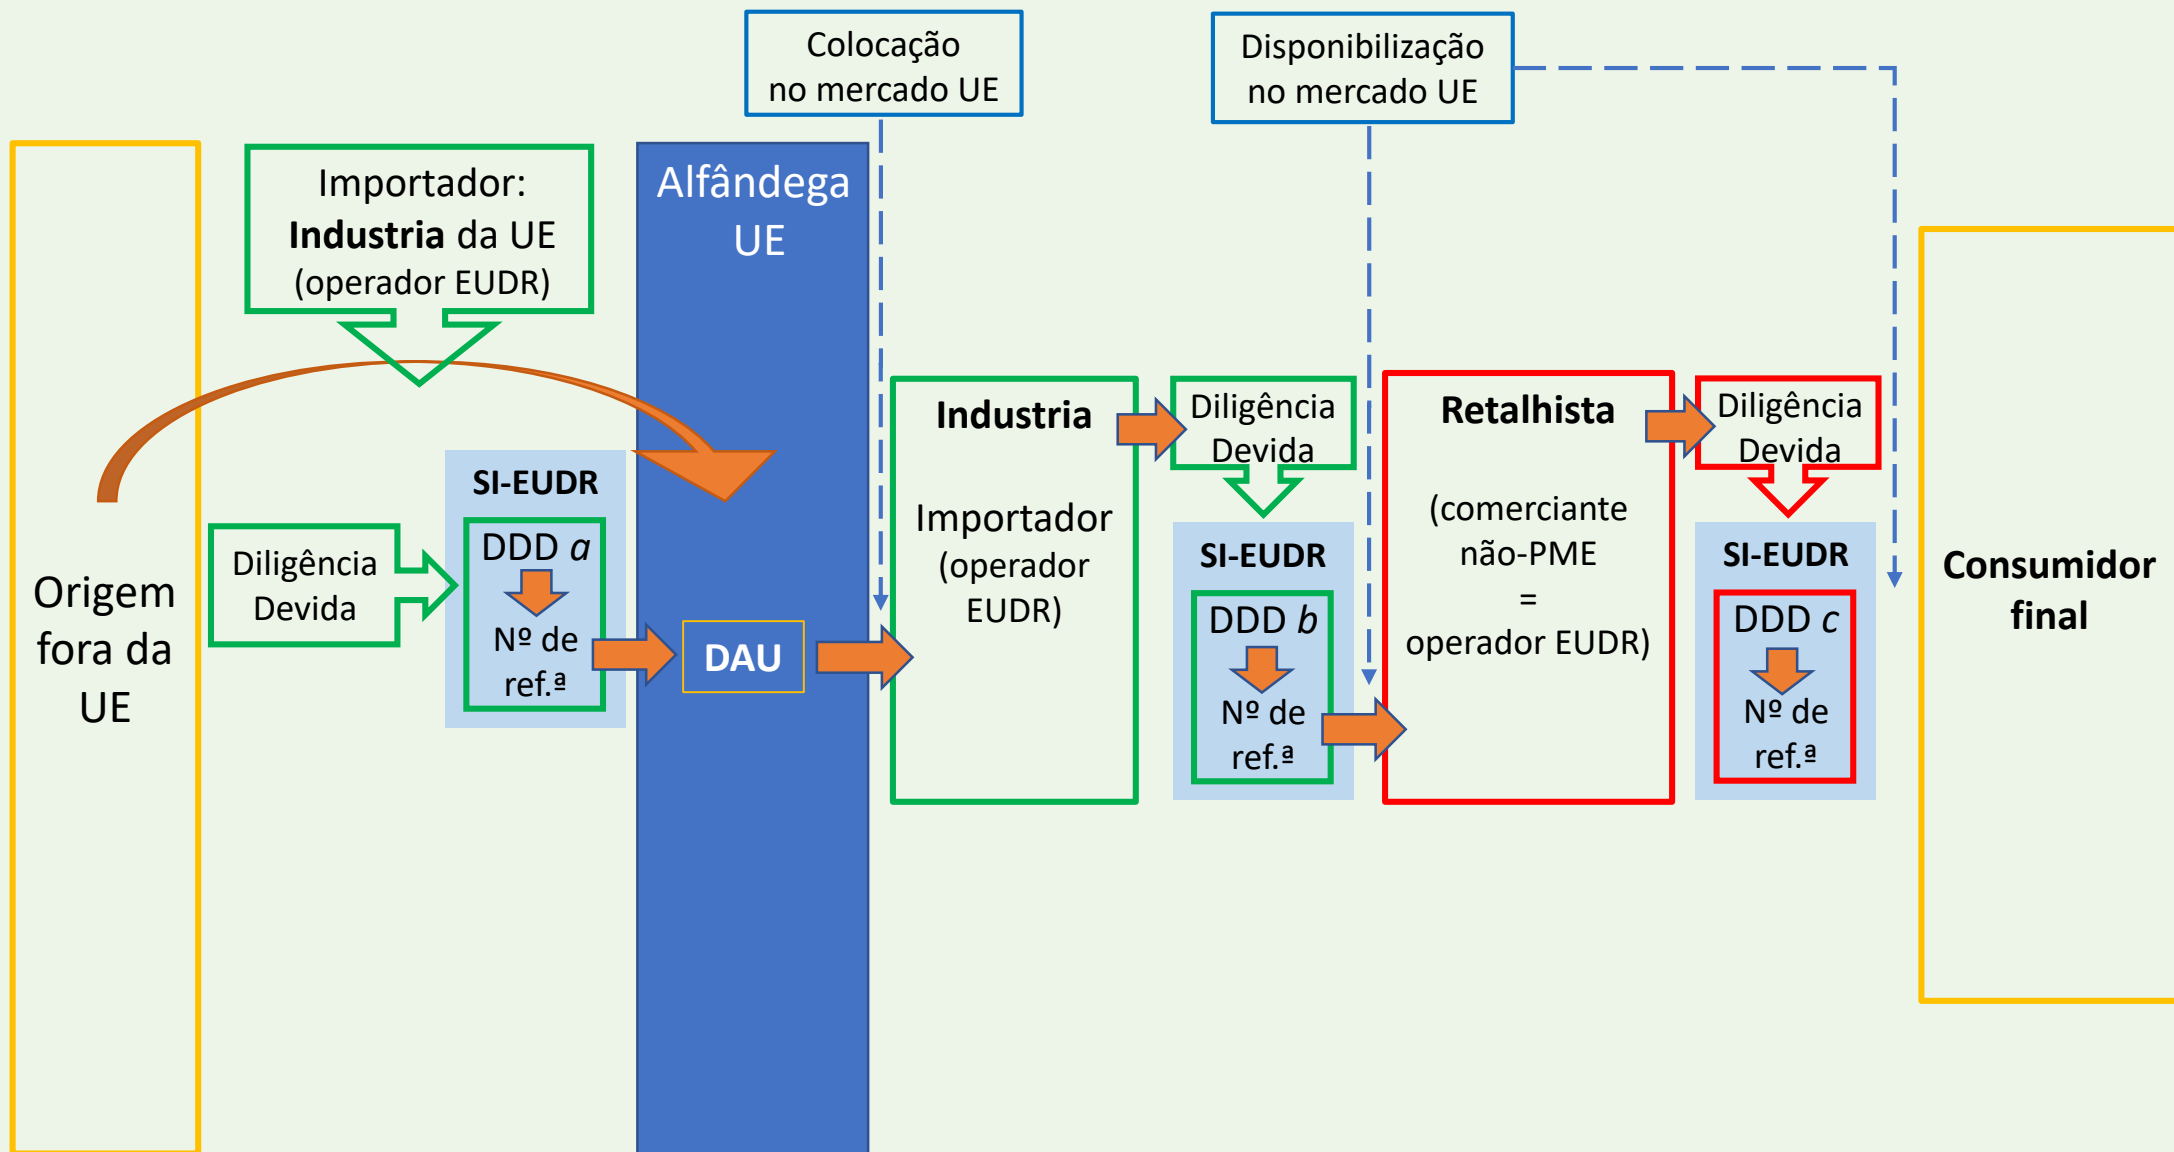 Colocação
no mercado UE
Disponibilização
no mercado UE
Importador:
Industria da UE
(operador EUDR)
Alfândega
UE
Origem
fora da
UE
Diligência
Devida
SI-EUDR
DDD a
Nº de
ref.ª
DAU
Industria
Importador
(operador
EUDR)
Diligência
Devida
SI-EUDR
DDD b
Nº de
ref.ª
Retalhista
(comerciante
não-PME
=
operador EUDR)
Diligência
Devida
SI-EUDR
DDD c
Nº de
ref.ª
Consumidor
final